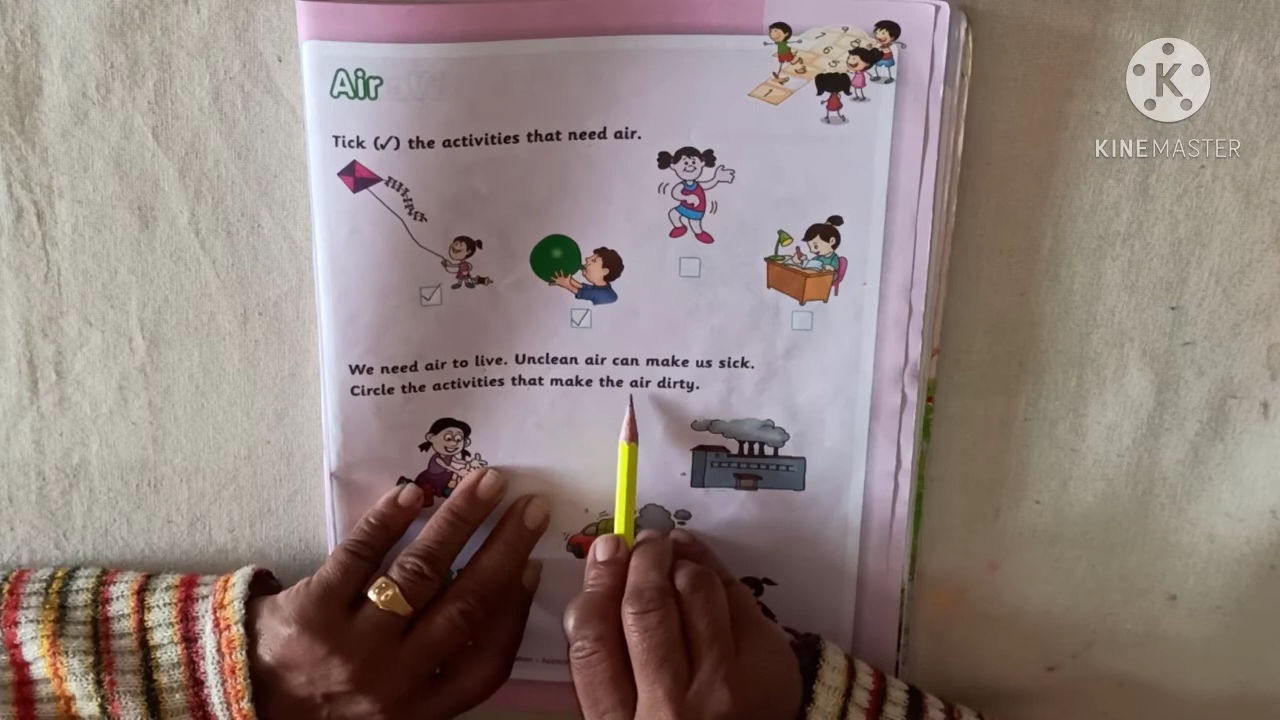 Air
Tick (✓) the activities that need air.
We need air to live. Unclean air can make us sick.
Circle the activities that make the air dirty.
K
KINEMASTER